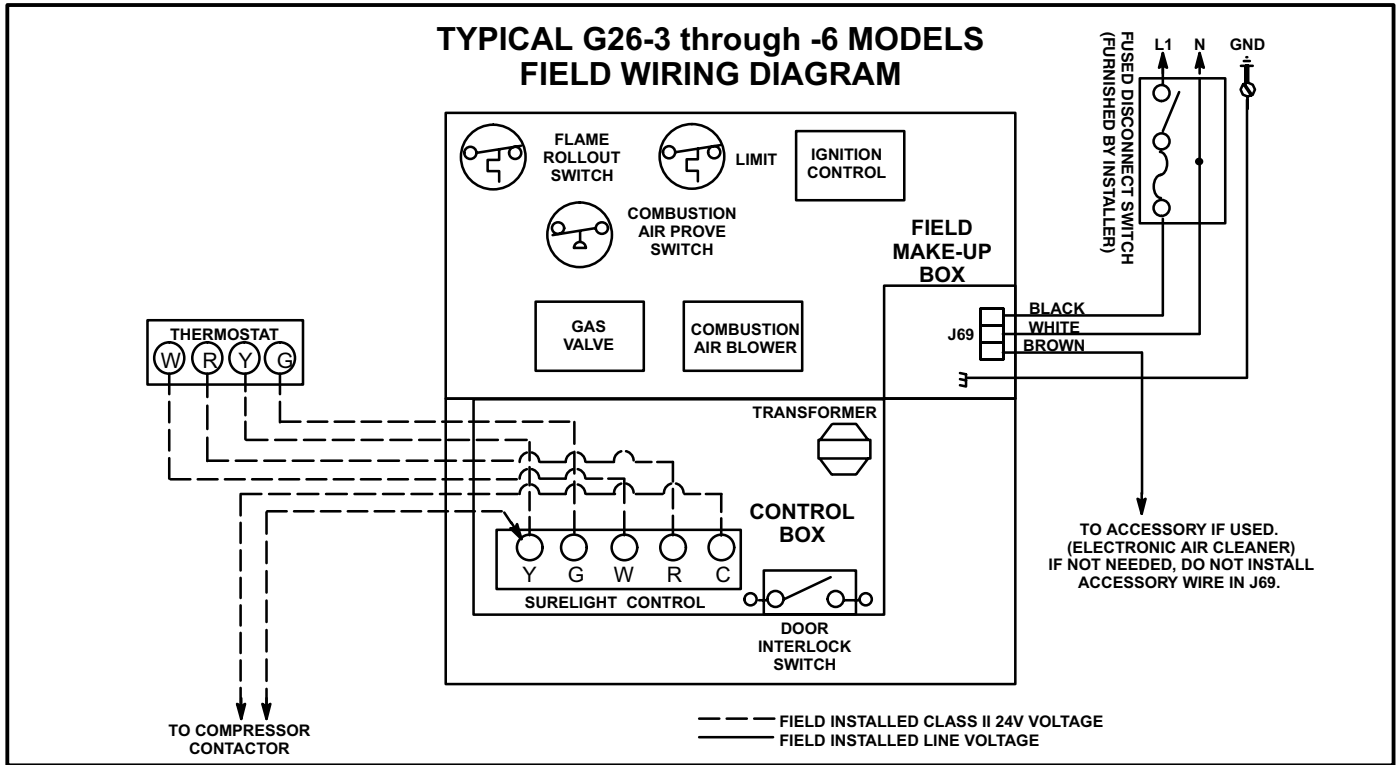 TYPICAL G26-3 through -6 MODELS
FIELD WIRING DIAGRAM
FUSED DISCONNECT SWITCH
(FURNISHED BY INSTALLER)
L1 N GND
FLAME
ROLLOUT
SWITCH
LIMIT
IGNITION
CONTROL
COMBUSTION
AIR PROVE
SWITCH
FIELD
MAKE-UP
BOX
GAS
VALVE
COMBUSTION
AIR BLOWER
J69
BLACK
WHITE
BROWN
THERMOSTAT
W R Y G
TRANSFORMER
CONTROL
BOX
Y G W R C
SURELIGHT CONTROL
DOOR
INTERLOCK
SWITCH
TO ACCESSORY IF USED.
(ELECTRONIC AIR CLEANER)
IF NOT NEEDED, DO NOT INSTALL
ACCESSORY WIRE IN J69.
TO COMPRESSOR
CONTACTOR
FIELD INSTALLED CLASS II 24V VOLTAGE
FIELD INSTALLED LINE VOLTAGE